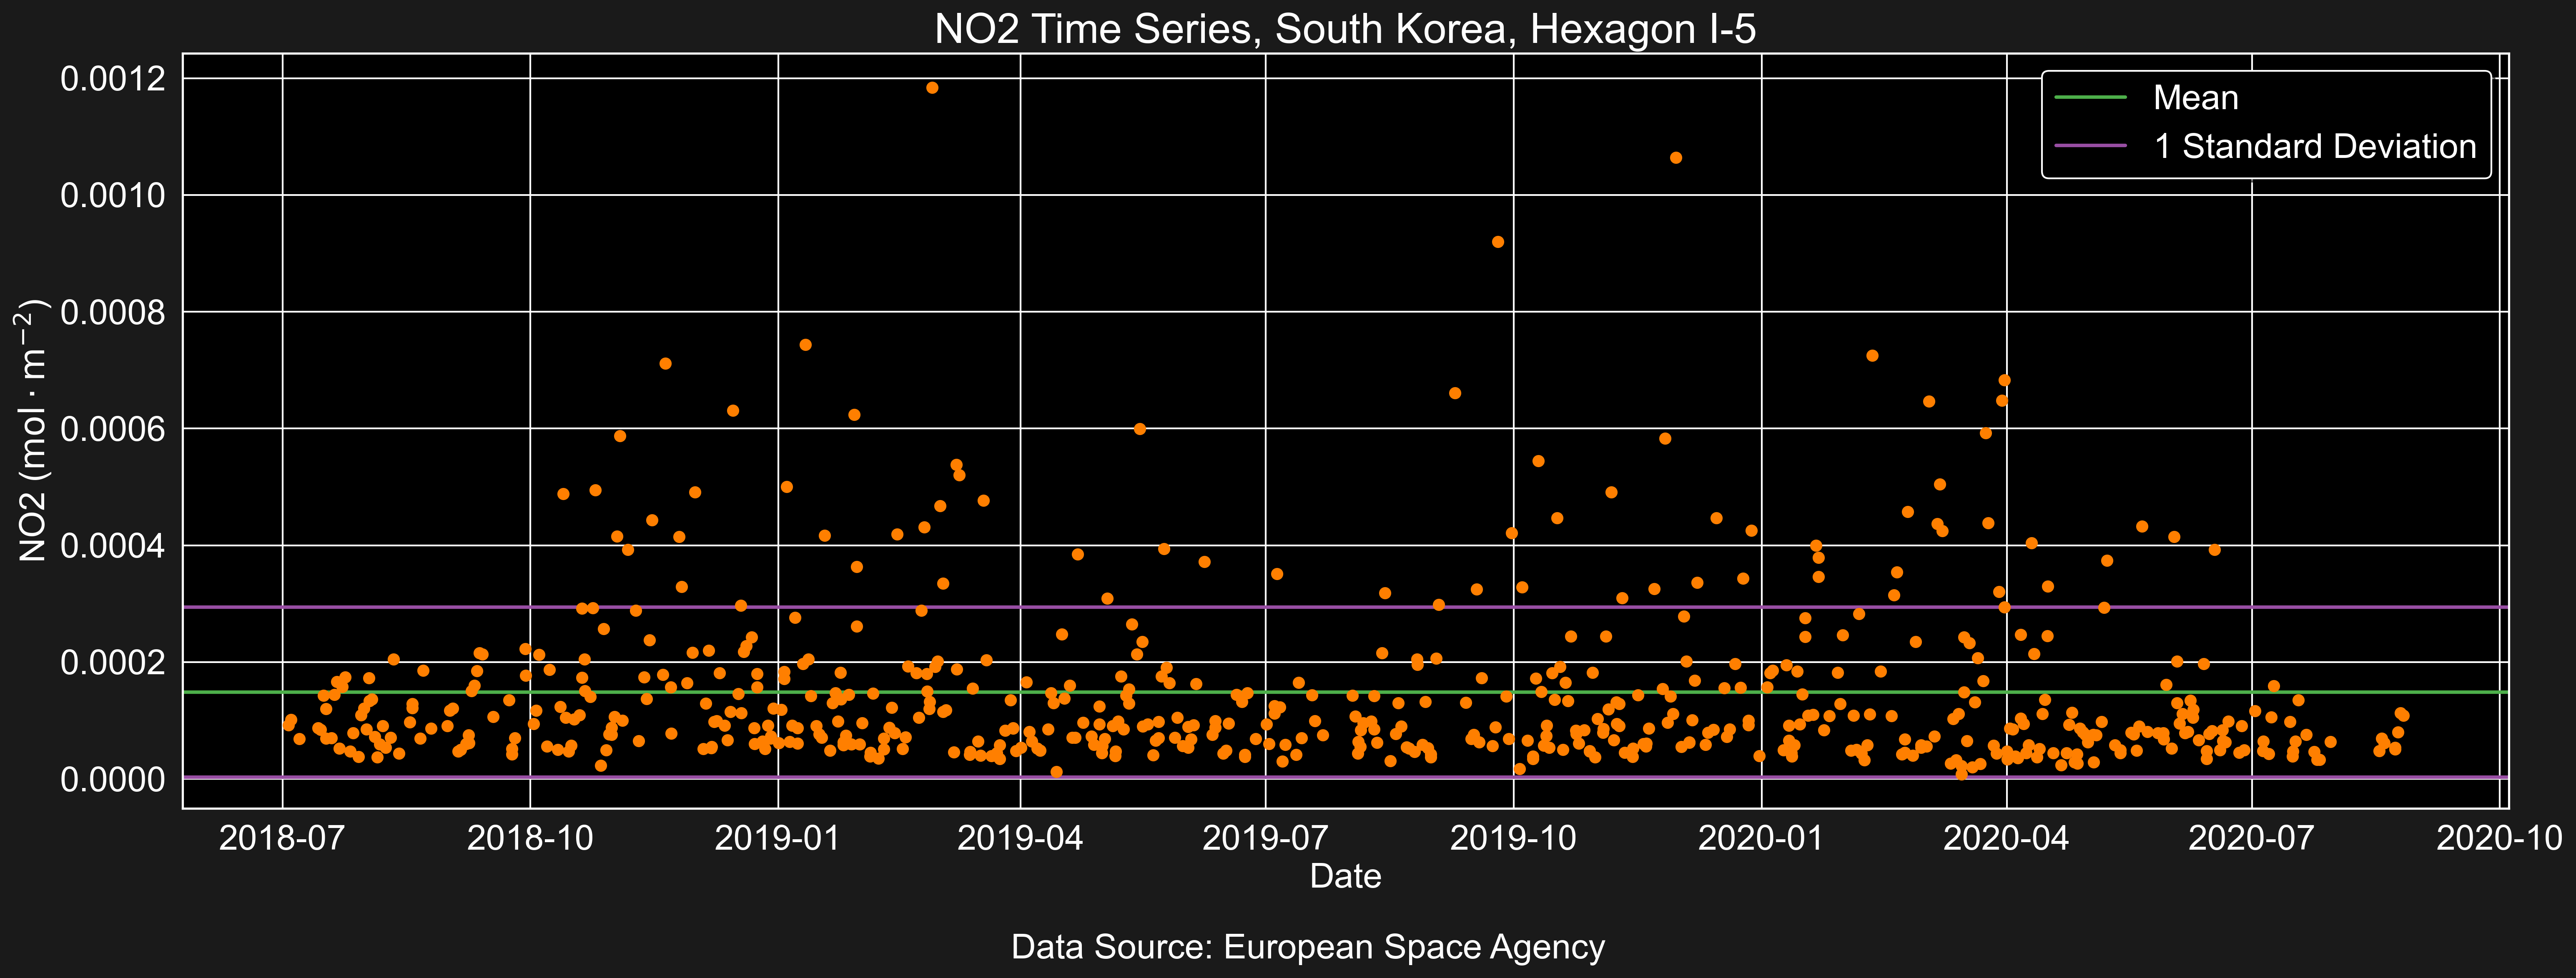 NO2 Time Series, South Korea, Hexagon I-5
Mean
1 Standard Deviation
NO2 (mol · m⁻²)
0.0012
0.0010
0.0008
0.0006
0.0004
0.0002
0.0000
2018-07 2018-10 2019-01 2019-04 2019-07 2019-10 2020-01 2020-04 2020-07 2020-10
Date
Data Source: European Space Agency